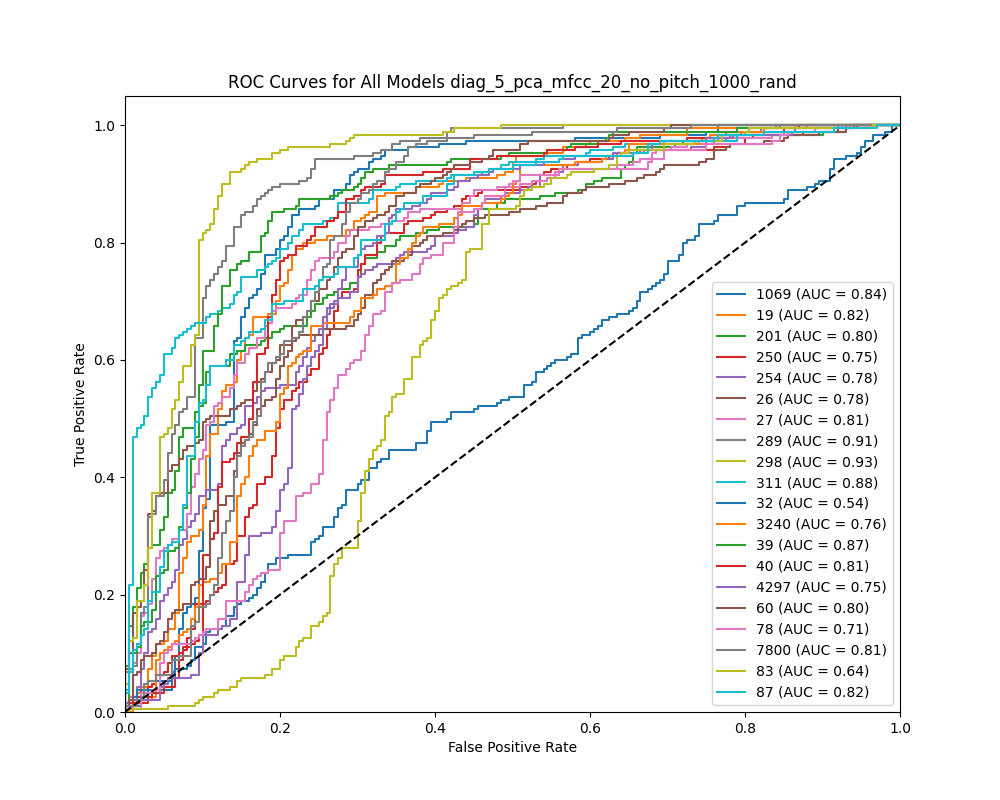 ROC Curves for All Models diag_5_pca_mfcc_20_no_pitch_1000_rand
1.0
0.8
0.6
0.4
0.2
0.0
True Positive Rate
1069 (AUC = 0.84)
19 (AUC = 0.82)
201 (AUC = 0.80)
250 (AUC = 0.75)
254 (AUC = 0.78)
26 (AUC = 0.78)
27 (AUC = 0.81)
289 (AUC = 0.91)
298 (AUC = 0.93)
311 (AUC = 0.88)
32 (AUC = 0.54)
3240 (AUC = 0.76)
39 (AUC = 0.87)
40 (AUC = 0.81)
4297 (AUC = 0.75)
60 (AUC = 0.80)
78 (AUC = 0.71)
7800 (AUC = 0.81)
83 (AUC = 0.64)
87 (AUC = 0.82)
0.0 0.2 0.4 0.6 0.8 1.0
False Positive Rate